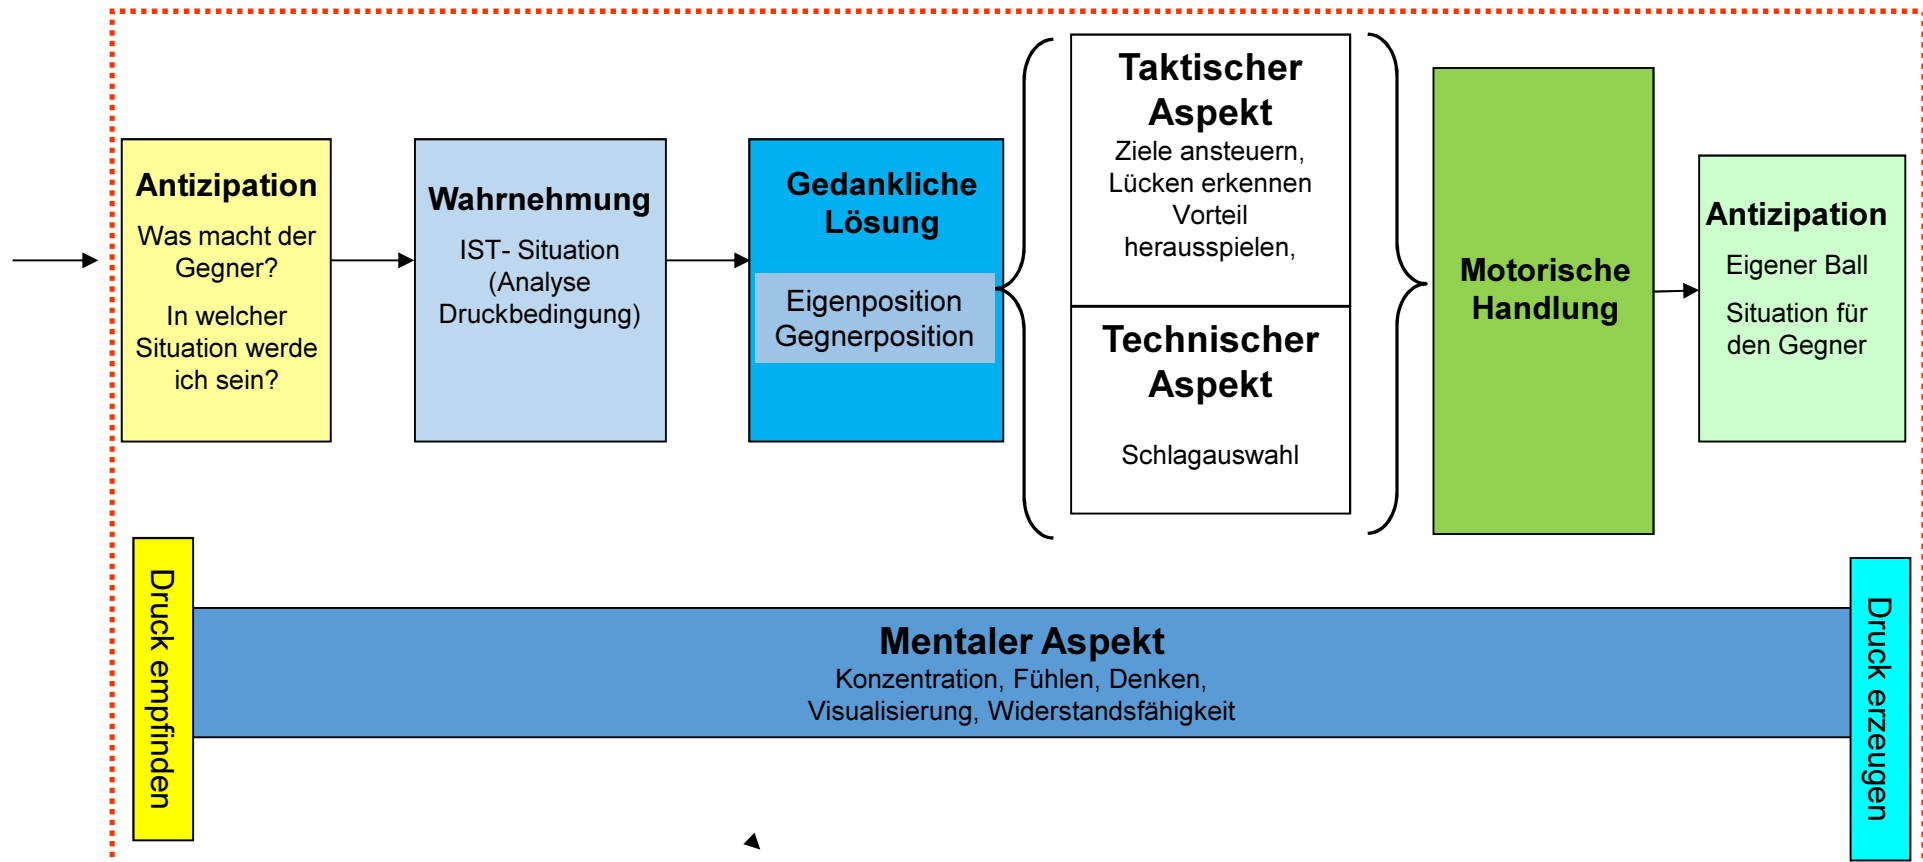 Antizipation
Was macht der
Gegner?
In welcher
Situation werde
ich sein?
Wahrnehmung
IST- Situation
(Analyse
Druckbedingung)
Gedankliche
Lösung
Eigenposition
Gegnerposition
Taktischer
Aspekt
Ziele ansteuern,
Lücken erkennen
Vorteil
herausspielen,
Technischer
Aspekt
Schlagauswahl
Motorische
Handlung
Antizipation
Eigener Ball
Situation für
den Gegner
Druck empfinden
Mentaler Aspekt
Konzentration, Fühlen, Denken,
Visualisierung, Widerstandsfähigkeit
Druck erzeugen